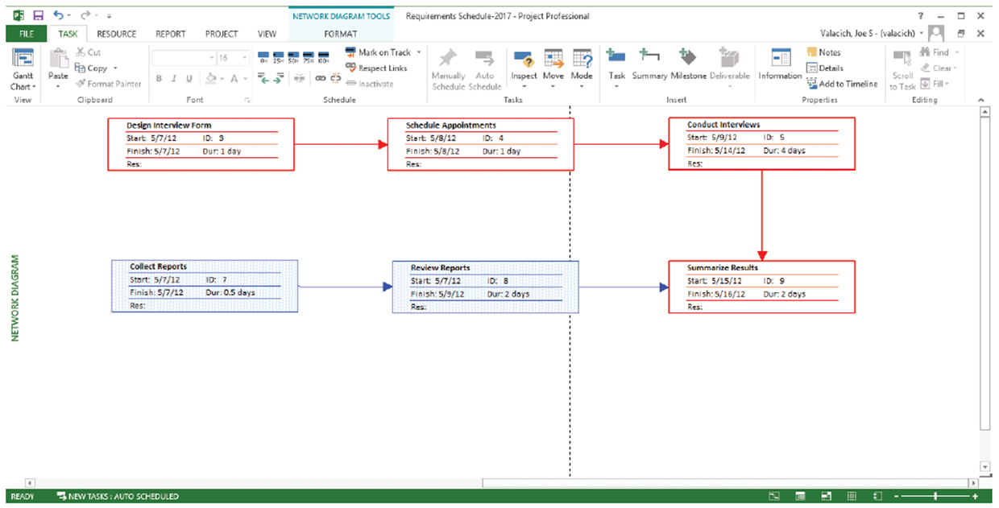 NETWORK DIAGRAM TOOLS Requirements Schedule-2017 - Project Professional ?
FILE TASK RESOURCE REPORT PROJECT VIEW FORMAT Valacich, Joe S - (valacich)
Gantt Chart
View
Paste
Cut
Copy
Format Painter
Clipboard
16
B I U A
Font
0% 25% 50% 75% 100%
Mark on Track
Respect Links
Inactivate
Schedule
Manually Schedule
Auto Schedule
Inspect Move Mode
Tasks
Task Summary Milestone Deliverable
Insert
Information
Notes
Details
Add to Timeline
Properties
Scroll to Task
Find
Clear
Fill
Editing
NETWORK DIAGRAM
Design Interview Form
Start: 5/7/12 ID: 3
Finish: 5/7/12 Dur: 1 day
Res:
Schedule Appointments
Start: 5/8/12 ID: 4
Finish: 5/8/12 Dur: 1 day
Res:
Conduct Interviews
Start: 5/9/12 ID: 5
Finish: 5/14/12 Dur: 4 days
Res:
Collect Reports
Start: 5/7/12 ID: 7
Finish: 5/7/12 Dur: 0.5 days
Res:
Review Reports
Start: 5/7/12 ID: 8
Finish: 5/9/12 Dur: 2 days
Res:
Summarize Results
Start: 5/15/12 ID: 9
Finish: 5/16/12 Dur: 2 days
Res:
READY NEW TASKS : AUTO SCHEDULED